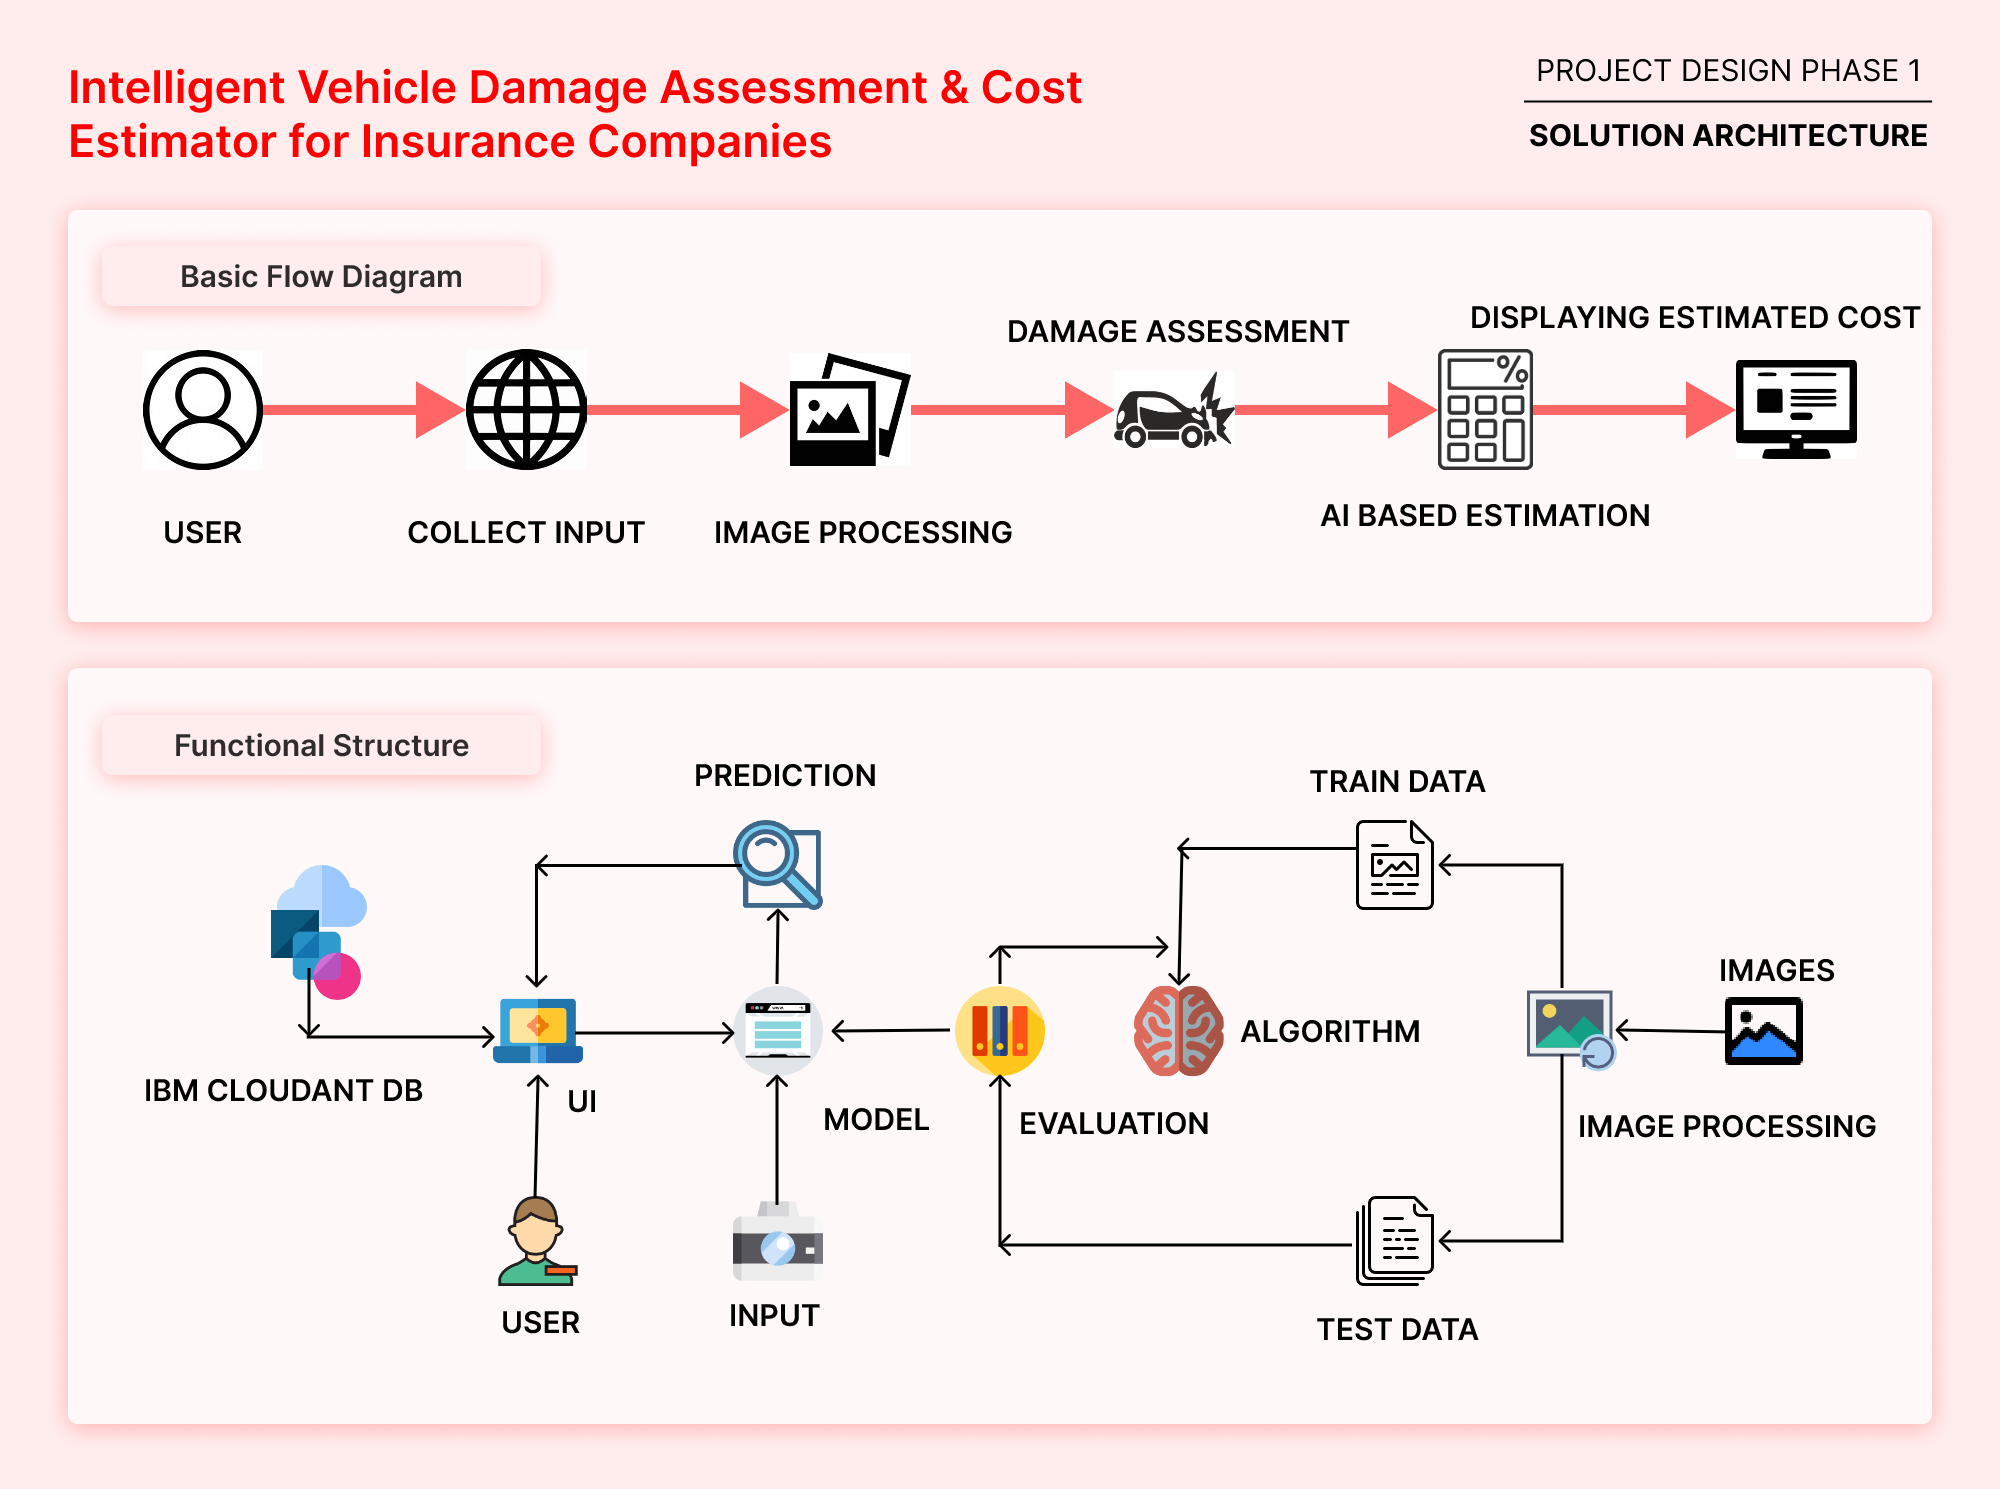 Intelligent Vehicle Damage Assessment & Cost
Estimator for Insurance Companies
PROJECT DESIGN PHASE 1
SOLUTION ARCHITECTURE
Basic Flow Diagram
DISPLAYING ESTIMATED COST
DAMAGE ASSESSMENT
%
AI BASED ESTIMATION
USER
COLLECT INPUT
IMAGE PROCESSING
Functional Structure
PREDICTION
TRAIN DATA
IMAGES
ALGORITHM
IBM CLOUDANT DB
UI
MODEL
EVALUATION
IMAGE PROCESSING
USER
INPUT
TEST DATA